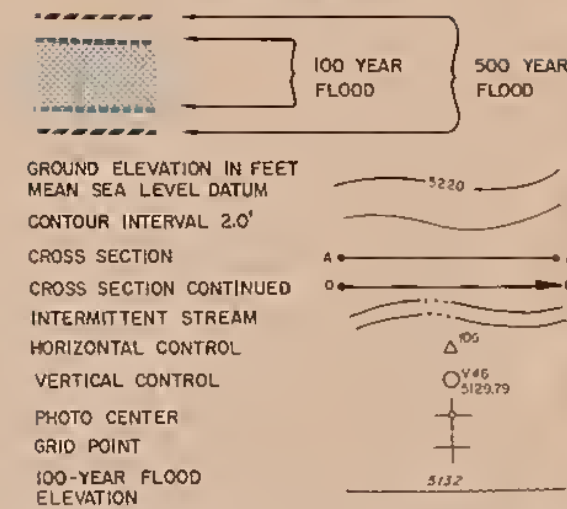 100 YEAR
FLOOD
500 YEAR
FLOOD
GROUND ELEVATION IN FEET
MEAN SEA LEVEL DATUM
5220
CONTOUR INTERVAL 2.0'
CROSS SECTION
A
CROSS SECTION CONTINUED
INTERMITTENT STREAM
HORIZONTAL CONTROL
106
VERTICAL CONTROL
V46
5129.79
PHOTO CENTER
GRID POINT
100-YEAR FLOOD
ELEVATION
5132